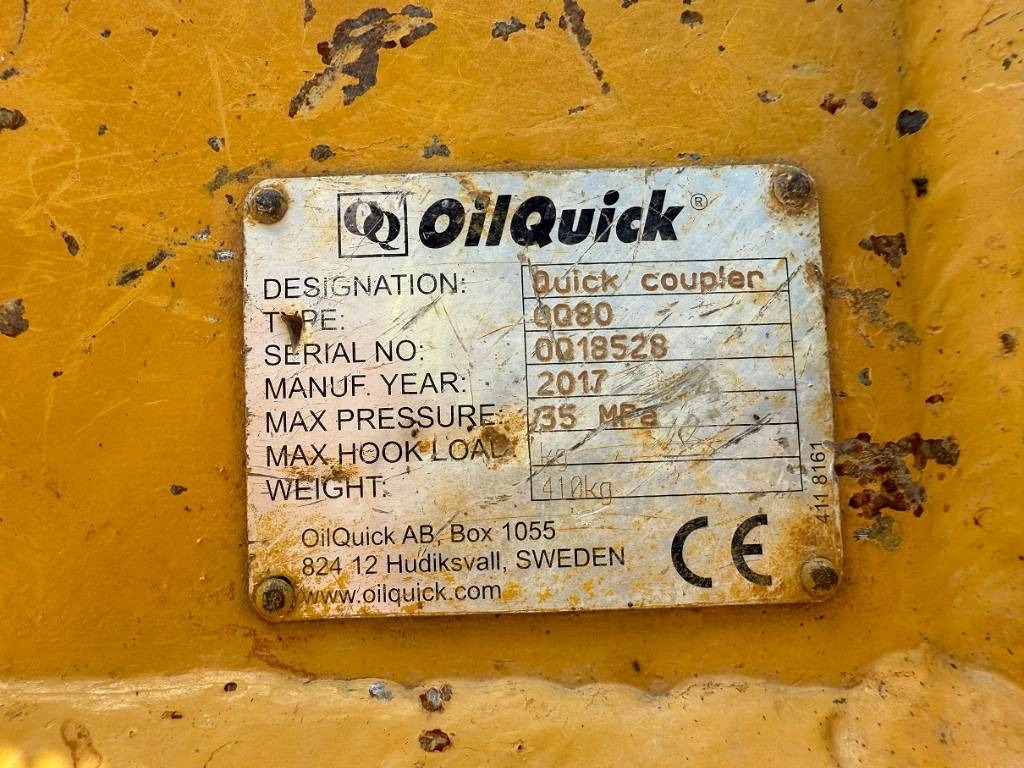 OQ OilQuick®
DESIGNATION: Quick coupler
TYPE: OQ80
SERIAL NO: OQ18528
MANUF. YEAR: 2017
MAX PRESSURE: 35 MPa
MAX HOOK LOAD: kg
WEIGHT: 410kg
OilQuick AB, Box 1055
824 12 Hudiksvall, SWEDEN
www.oilquick.com
CE
411 8161